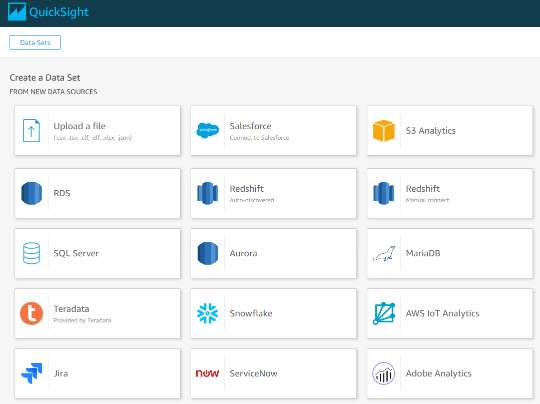 QuickSight
Data Sets
Create a Data Set
FROM NEW DATA SOURCES
Upload a file
(.csv, .tsv, .clf, .elf, .xlsx, .json)
Salesforce
Connect to Salesforce
S3 Analytics
RDS
Redshift
Auto-discovered
Redshift
Manual connect
SQL Server
Aurora
MariaDB
Teradata
Provided by Teradata
Snowflake
AWS IoT Analytics
Jira
now
ServiceNow
Adobe Analytics